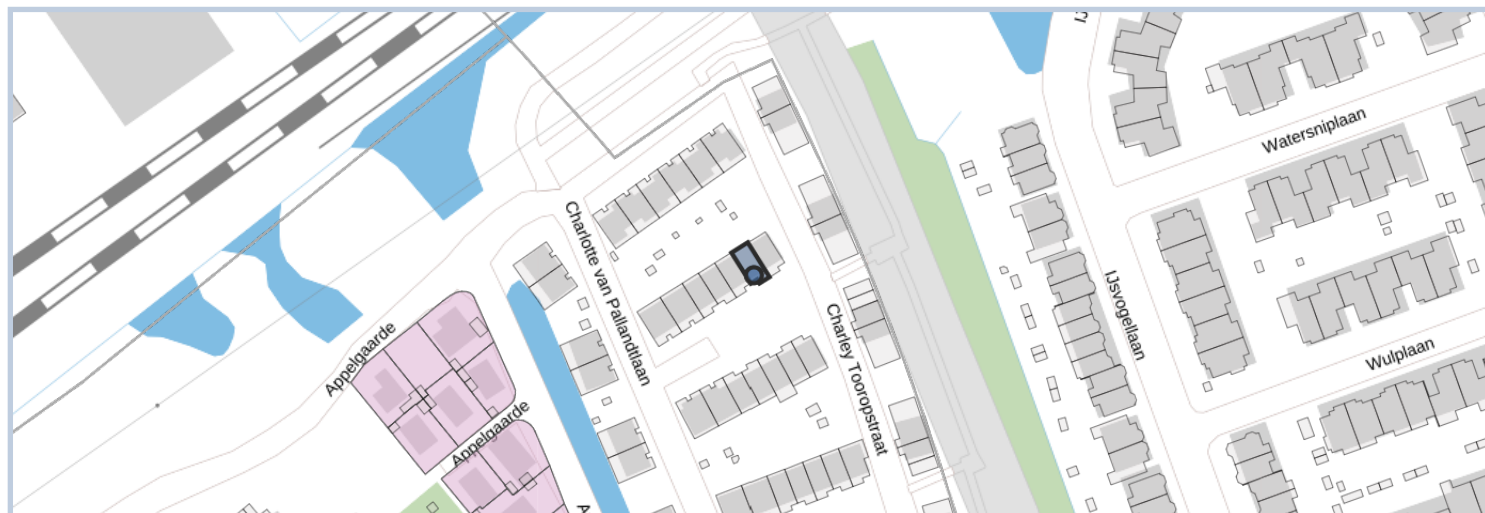 Watersniplaan
Charlotte van Pallandtlaan
IJsvogellaan
Charley Tooropstraat
Appelgaarde
Wulplaan
Appelgaarde